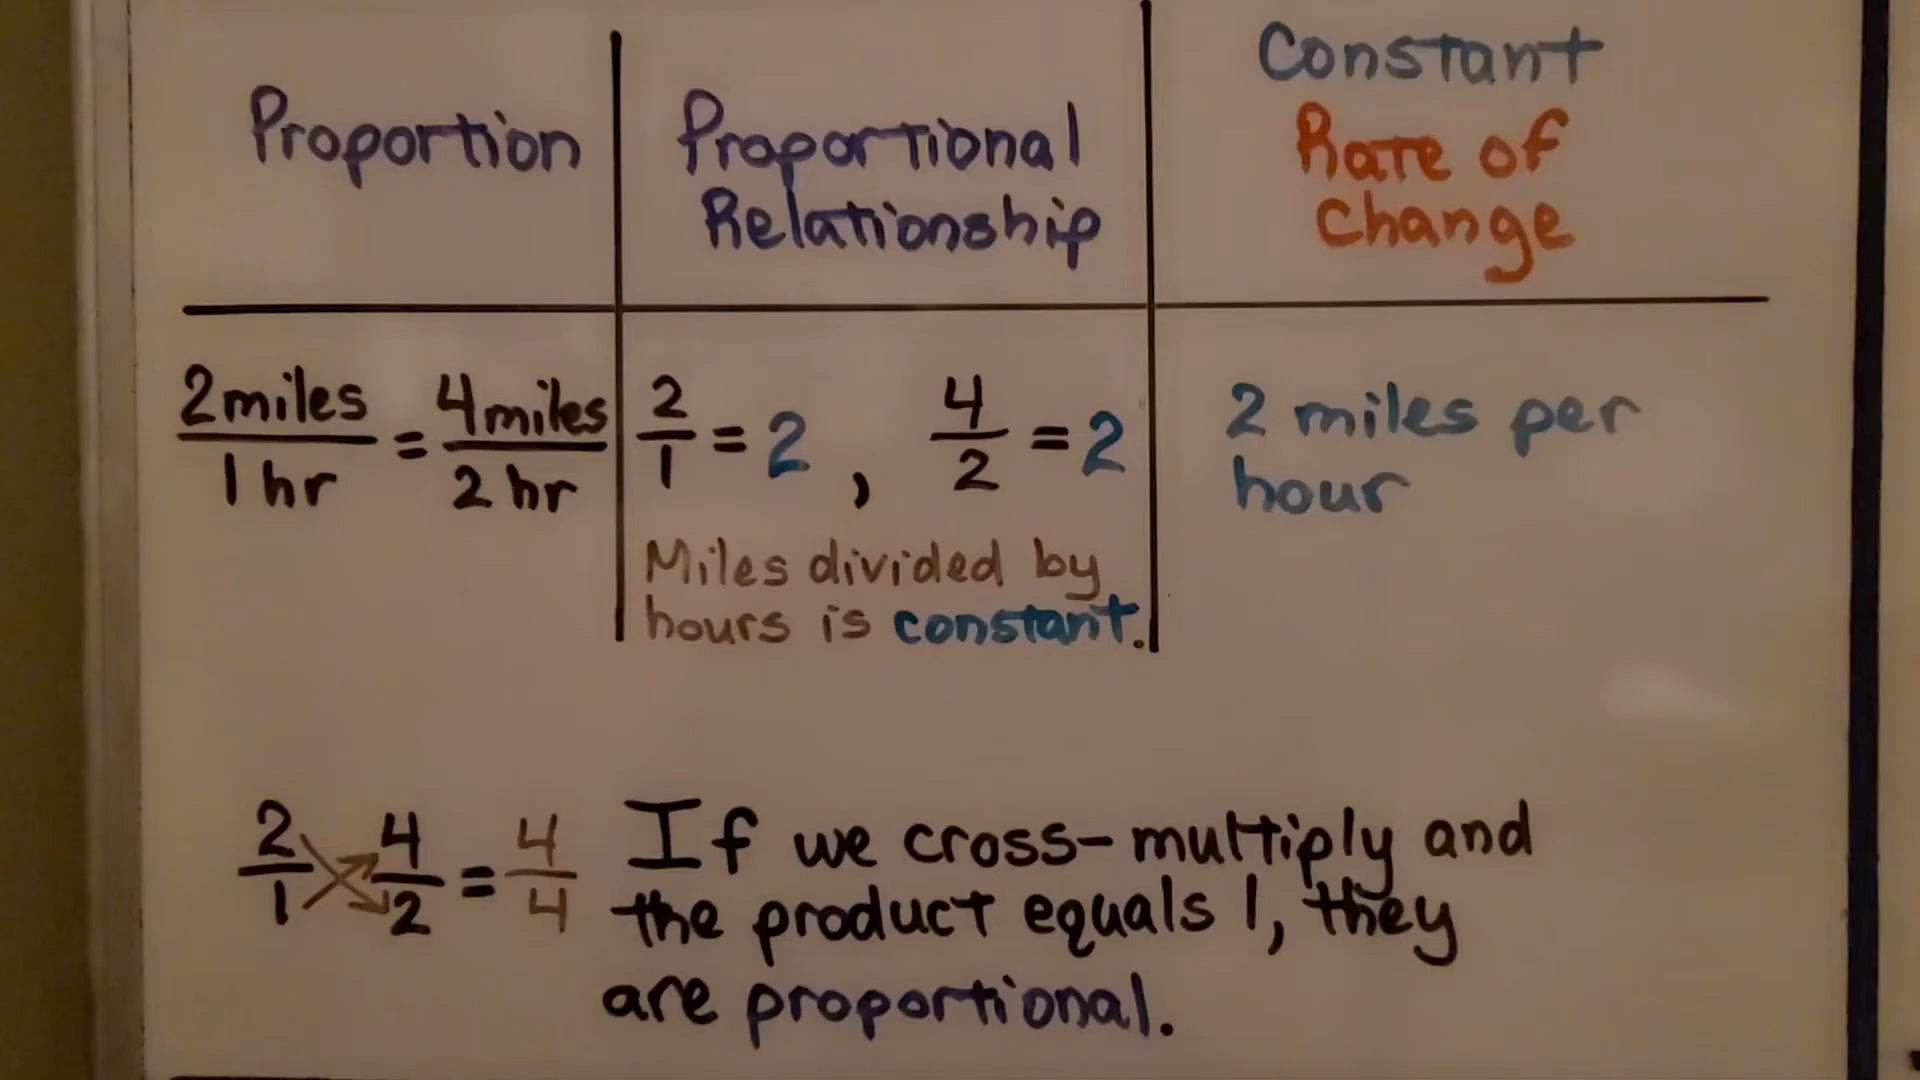 Proportion
Proportional
Relationship
Constant
Rate of
Change
2 miles / 1 hr = 4 miles / 2 hr
2/1 = 2, 4/2 = 2
Miles divided by
hours is constant.
2 miles per
hour
2/1 4/2 = 4/4
If we cross-multiply and
the product equals 1, they
are proportional.